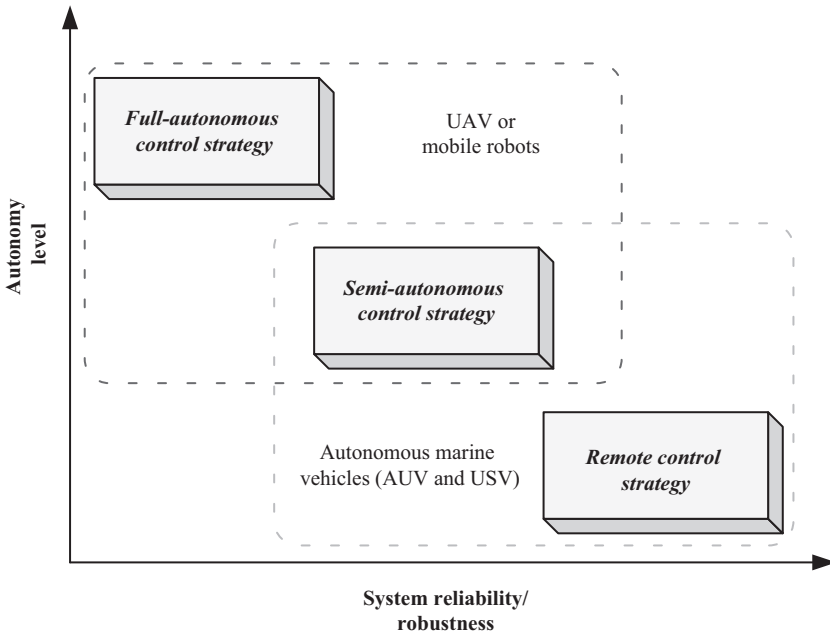 Full-autonomous
control strategy
UAV or
mobile robots
Autonomy
level
Semi-autonomous
control strategy
Autonomous marine
vehicles (AUV and USV)
Remote control
strategy
System reliability/
robustness